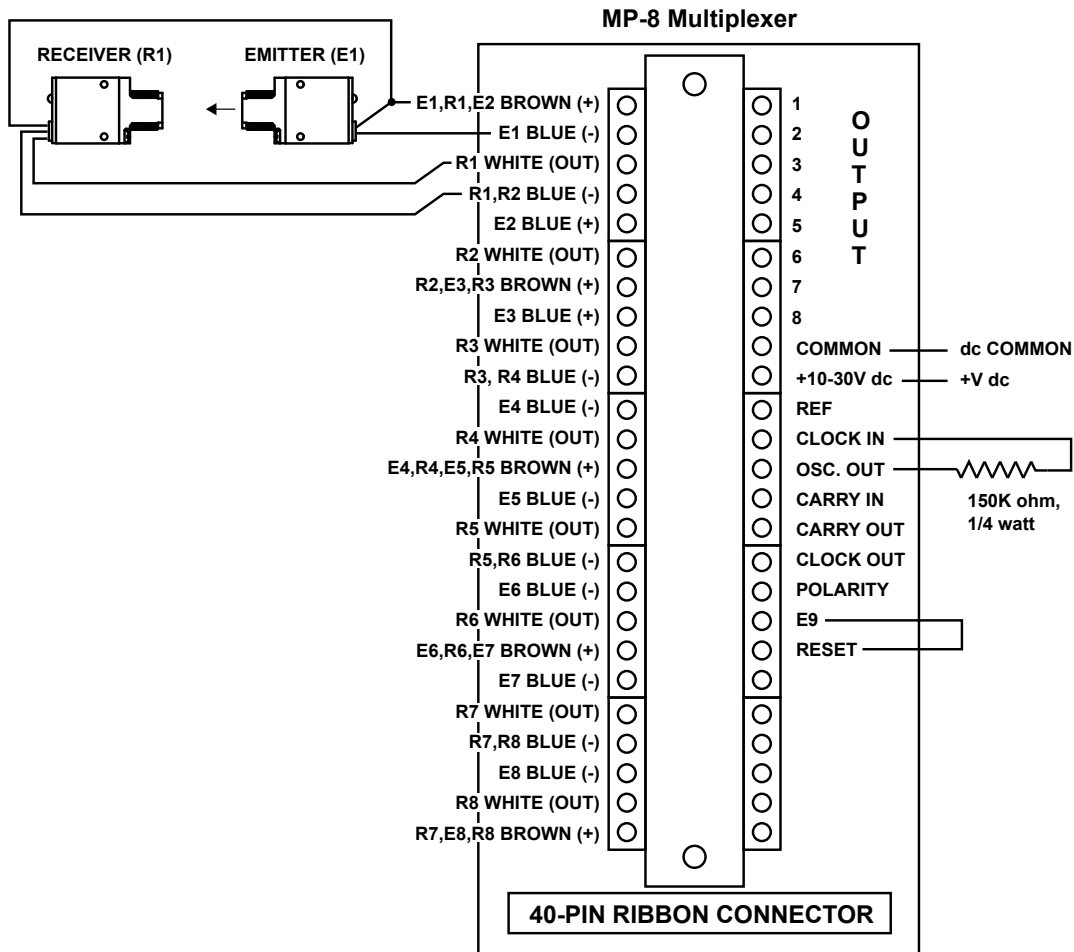 MP-8 Multiplexer
RECEIVER (R1)
EMITTER (E1)
E1,R1,E2 BROWN (+)
E1 BLUE (-)
R1 WHITE (OUT)
R1,R2 BLUE (-)
E2 BLUE (+)
R2 WHITE (OUT)
R2,E3,R3 BROWN (+)
E3 BLUE (+)
R3 WHITE (OUT)
R3, R4 BLUE (-)
E4 BLUE (-)
R4 WHITE (OUT)
E4,R4,E5,R5 BROWN (+)
E5 BLUE (-)
R5 WHITE (OUT)
R5,R6 BLUE (-)
E6 BLUE (-)
R6 WHITE (OUT)
E6,R6,E7 BROWN (+)
E7 BLUE (-)
R7 WHITE (OUT)
R7,R8 BLUE (-)
E8 BLUE (-)
R8 WHITE (OUT)
R7,E8,R8 BROWN (+)
1
2
3
4
5
6
7
8
OUTPUT
COMMON
dc COMMON
+10-30V dc
+V dc
REF
CLOCK IN
OSC. OUT
CARRY IN
CARRY OUT
CLOCK OUT
POLARITY
E9
RESET
150K ohm,
1/4 watt
40-PIN RIBBON CONNECTOR